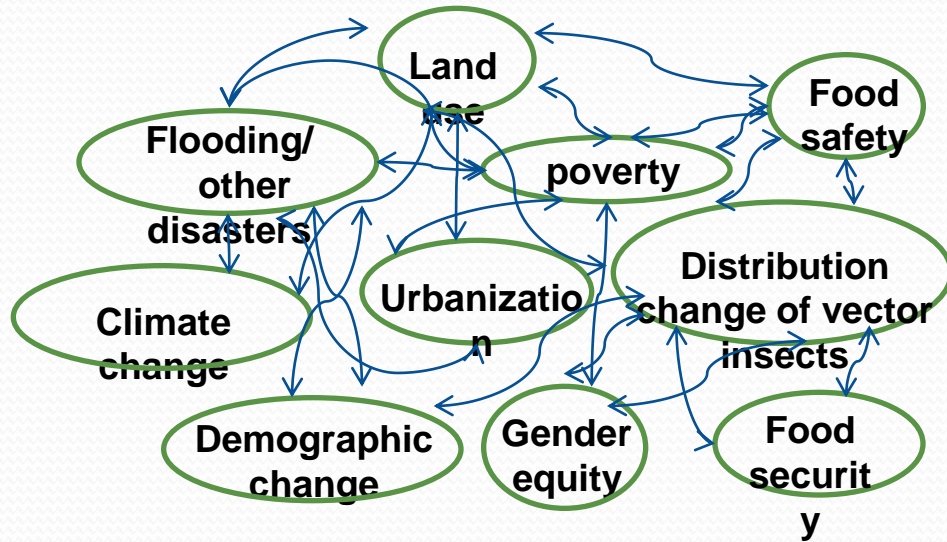 Land
use
Food
safety
Flooding/
other
disasters
poverty
Distribution
change of vector
insects
Urbanizatio
n
Climate
change
Demographic
change
Gender
equity
Food
securit
y